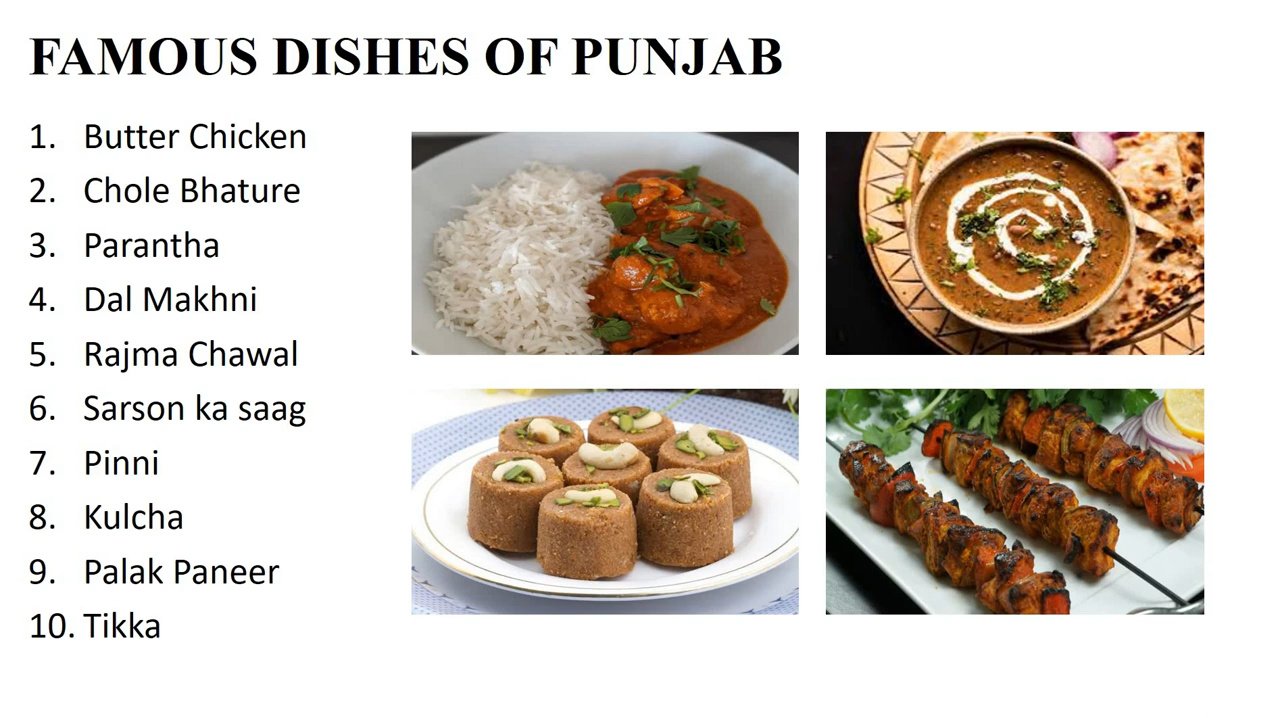 FAMOUS DISHES OF PUNJAB
1. Butter Chicken
2. Chole Bhature
3. Parantha
4. Dal Makhni
5. Rajma Chawal
6. Sarson ka saag
7. Pinni
8. Kulcha
9. Palak Paneer
10. Tikka